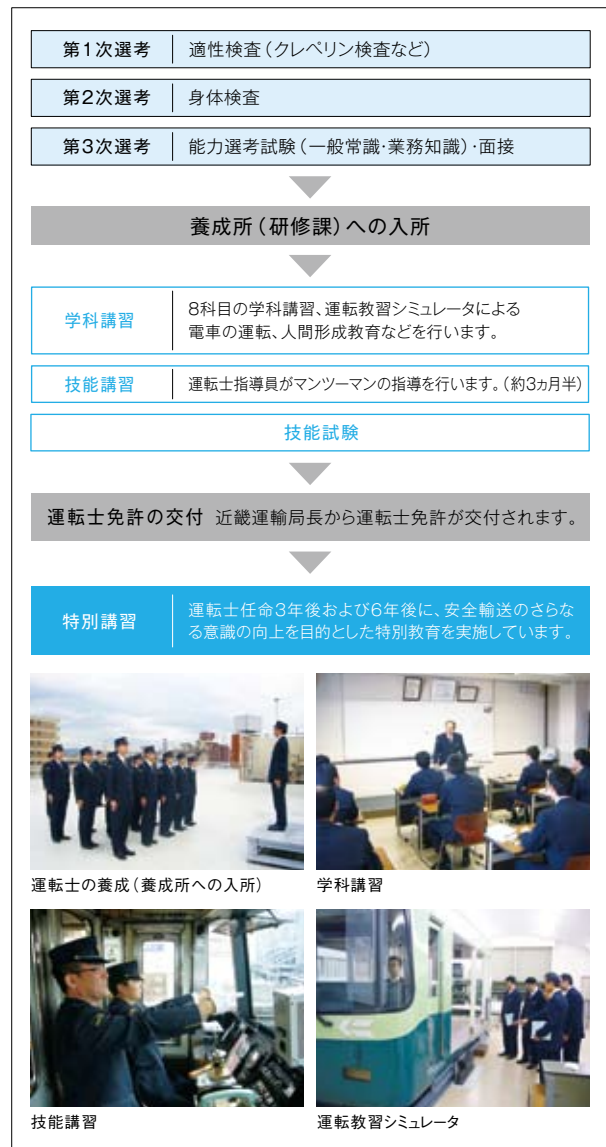 第1次選考 適性検査（クレペリン検査など）
第2次選考 身体検査
第3次選考 能力選考試験（一般常識・業務知識）・面接
養成所（研修課）への入所
学科講習 8科目の学科講習、運転教習シミュレータによる
電車の運転、人間形成教育などを行います。
技能講習 運転士指導員がマンツーマンの指導を行います。（約3ヵ月半）
技能試験
運転士免許の交付 近畿運輸局長から運転士免許が交付されます。
特別講習 運転士任命3年後および6年後に、安全輸送のさらな
る意識の向上を目的とした特別教育を実施しています。
運転士の養成（養成所への入所）
学科講習
技能講習
運転教習シミュレータ